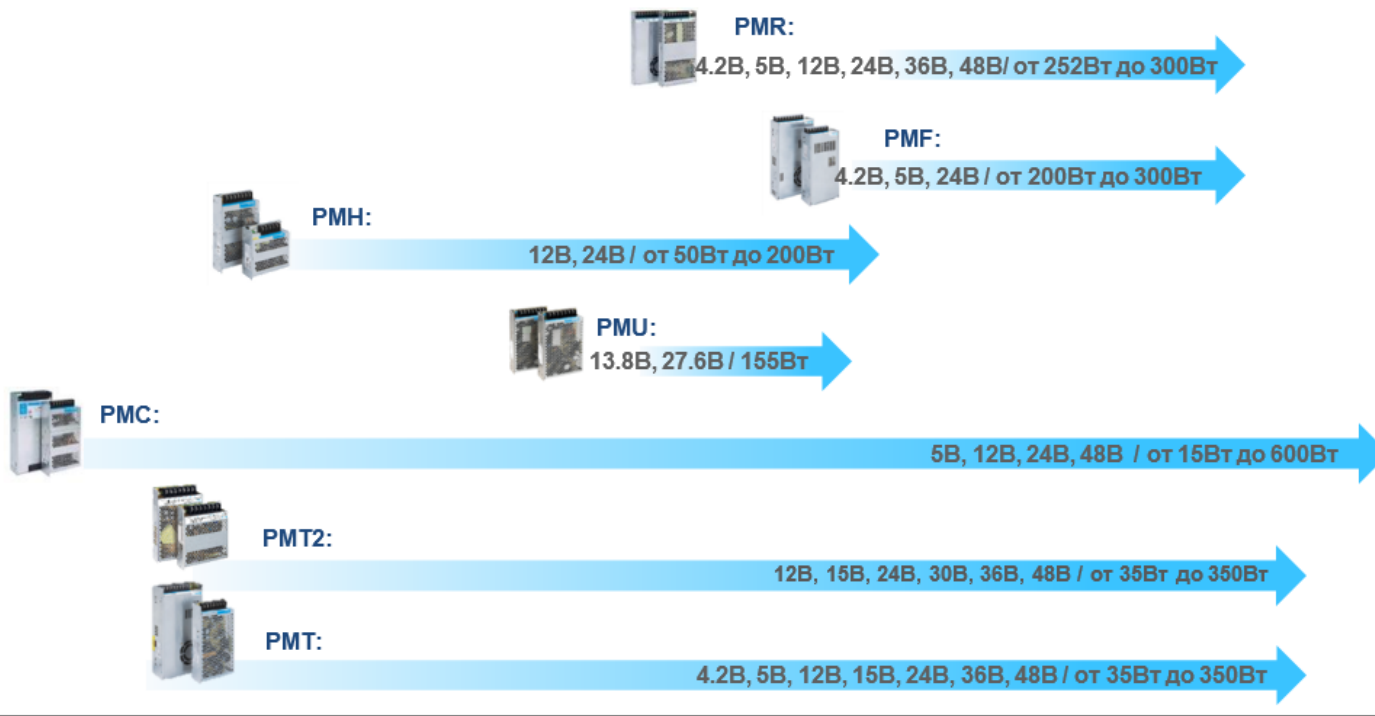 PMR:
4.2В, 5В, 12В, 24В, 36В, 48В/ от 252Вт до 300Вт
PMF:
4.2В, 5В, 24В / от 200Вт до 300Вт
PMH:
12В, 24В / от 50Вт до 200Вт
PMU:
13.8В, 27.6В / 155Вт
PMC:
5В, 12В, 24В, 48В / от 15Вт до 600Вт
PMT2:
12В, 15В, 24В, 30В, 36В, 48В / от 35Вт до 350Вт
PMT:
4.2В, 5В, 12В, 15В, 24В, 36В, 48В / от 35Вт до 350Вт